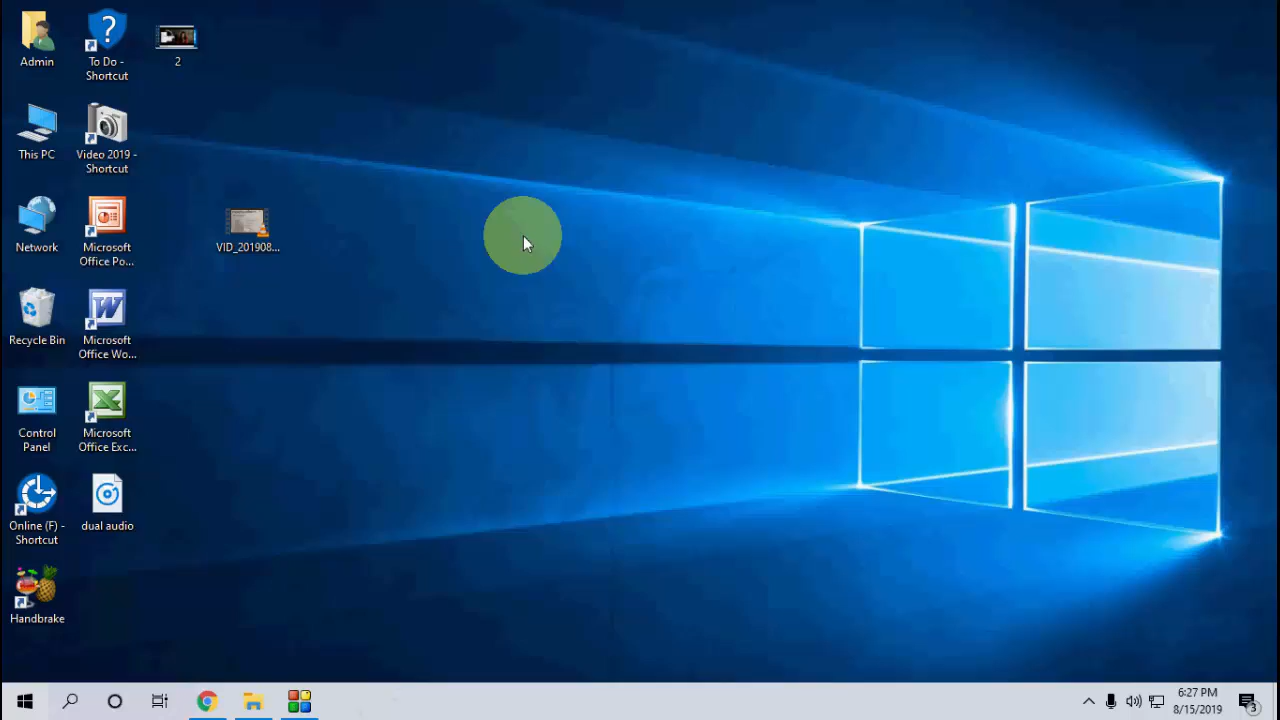 Admin
To Do -
Shortcut
2
This PC
Video 2019 -
Shortcut
Network
Microsoft
Office Po...
VID_201908...
Recycle Bin
Microsoft
Office Wo...
Control
Panel
Microsoft
Office Exc...
Online (F) -
Shortcut
dual audio
Handbrake
6:27 PM
8/15/2019
3